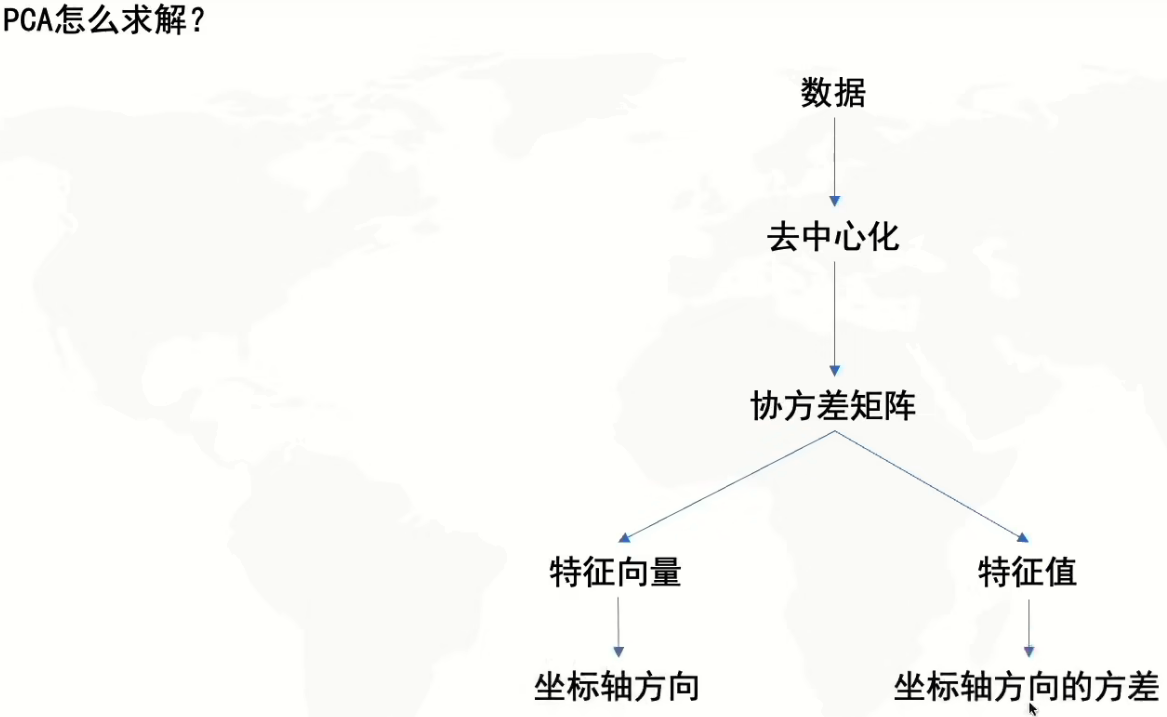 PCA怎么求解？
数据
去中心化
协方差矩阵
特征向量
特征值
坐标轴方向
坐标轴方向的方差